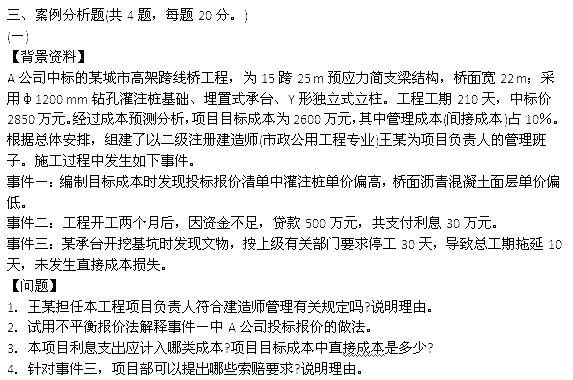 三、案例分析题(共 4 题，每题 20 分。)
(一)
【背景资料】
A 公司中标的某城市高架跨线桥工程，为 15 跨 25 m 预应力简支梁结构，桥面宽 22 m；采
用φ1200 mm 钻孔灌注桩基础、埋置式承台、Y 形独立式立柱。工程工期 210 天，中标价
2850 万元。经过成本预测分析，项目目标成本为 2600 万元，其中管理成本(间接成本)占 10%。
根据总体安排，组建了以二级注册建造师(市政公用工程专业)王某为项目负责人的管理班
子。施工过程中发生如下事件。
事件一：编制目标成本时发现投标报价清单中灌注桩单价偏高，桥面沥青混凝土面层单价偏
低。
事件二：工程开工两个月后，因资金不足，贷款 500 万元，共支付利息 30 万元。
事件三：某承台开挖基坑时发现文物，按上级有关部门要求停工 30 天，导致总工期拖延 10
天，未发生直接成本损失。
【问题】
1. 王某担任本工程项目负责人符合建造师管理有关规定吗?说明理由。
2. 试用不平衡报价法解释事件一中 A 公司投标报价的做法。
3. 本项目利息支出应计入哪类成本?项目目标成本中直接成本是多少?
4. 针对事件三，项目部可以提出哪些索赔要求?说明理由。